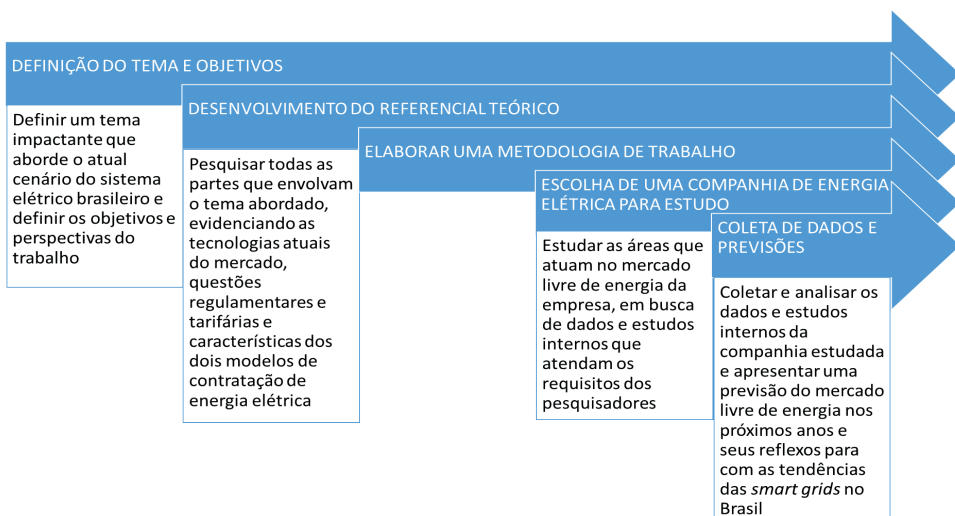 DEFINIÇÃO DO TEMA E OBJETIVOS
Definir um tema
impactante que
aborde o atual
cenário do sistema
elétrico brasileiro e
definir os objetivos e
perspectivas do
trabalho
DESENVOLVIMENTO DO REFERENCIAL TEÓRICO
Pesquisar todas as
partes que envolvam
o tema abordado,
evidenciando as
tecnologias atuais
do mercado,
questões
regulamentares e
tarifárias e
características dos
dois modelos de
contratação de
energia elétrica
ELABORAR UMA METODOLOGIA DE TRABALHO
ESCOLHA DE UMA COMPANHIA DE ENERGIA
ELÉTRICA PARA ESTUDO
Estudar as áreas que
atuam no mercado
livre de energia da
empresa, em busca
de dados e estudos
internos que
atendam os
requisitos dos
pesquisadores
COLETA DE DADOS E
PREVISÕES
Coletar e analisar os
dados e estudos
internos da
companhia estudada
e apresentar uma
previsão do mercado
livre de energia nos
próximos anos e
seus reflexos para
com as tendências
das smart grids no
Brasil